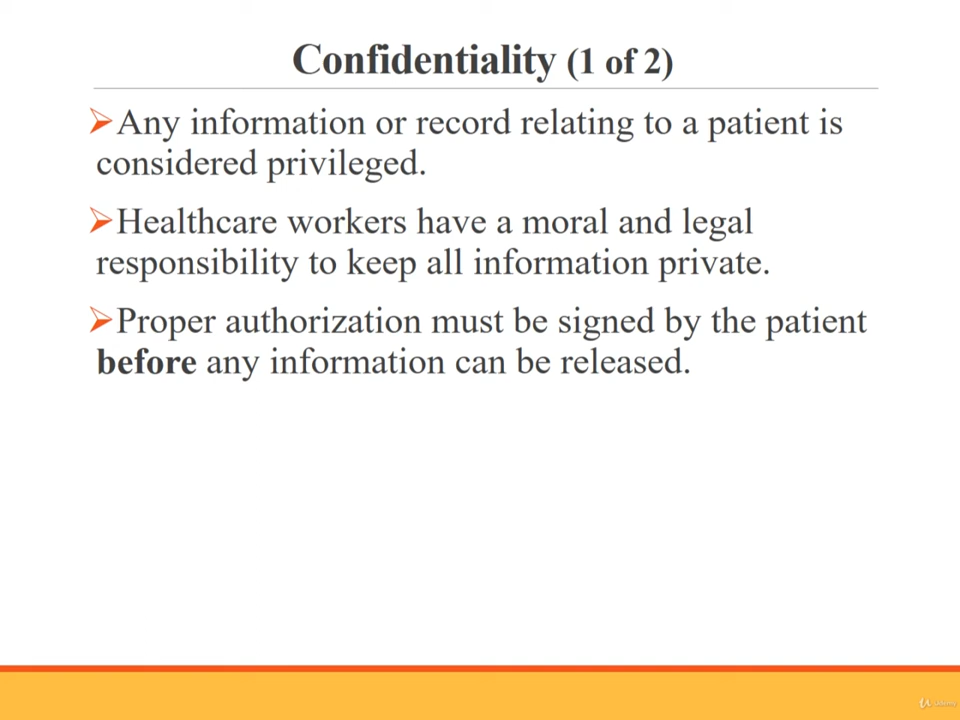 Confidentiality (1 of 2)
Any information or record relating to a patient is
considered privileged.
Healthcare workers have a moral and legal
responsibility to keep all information private.
Proper authorization must be signed by the patient
before any information can be released.
Udemy